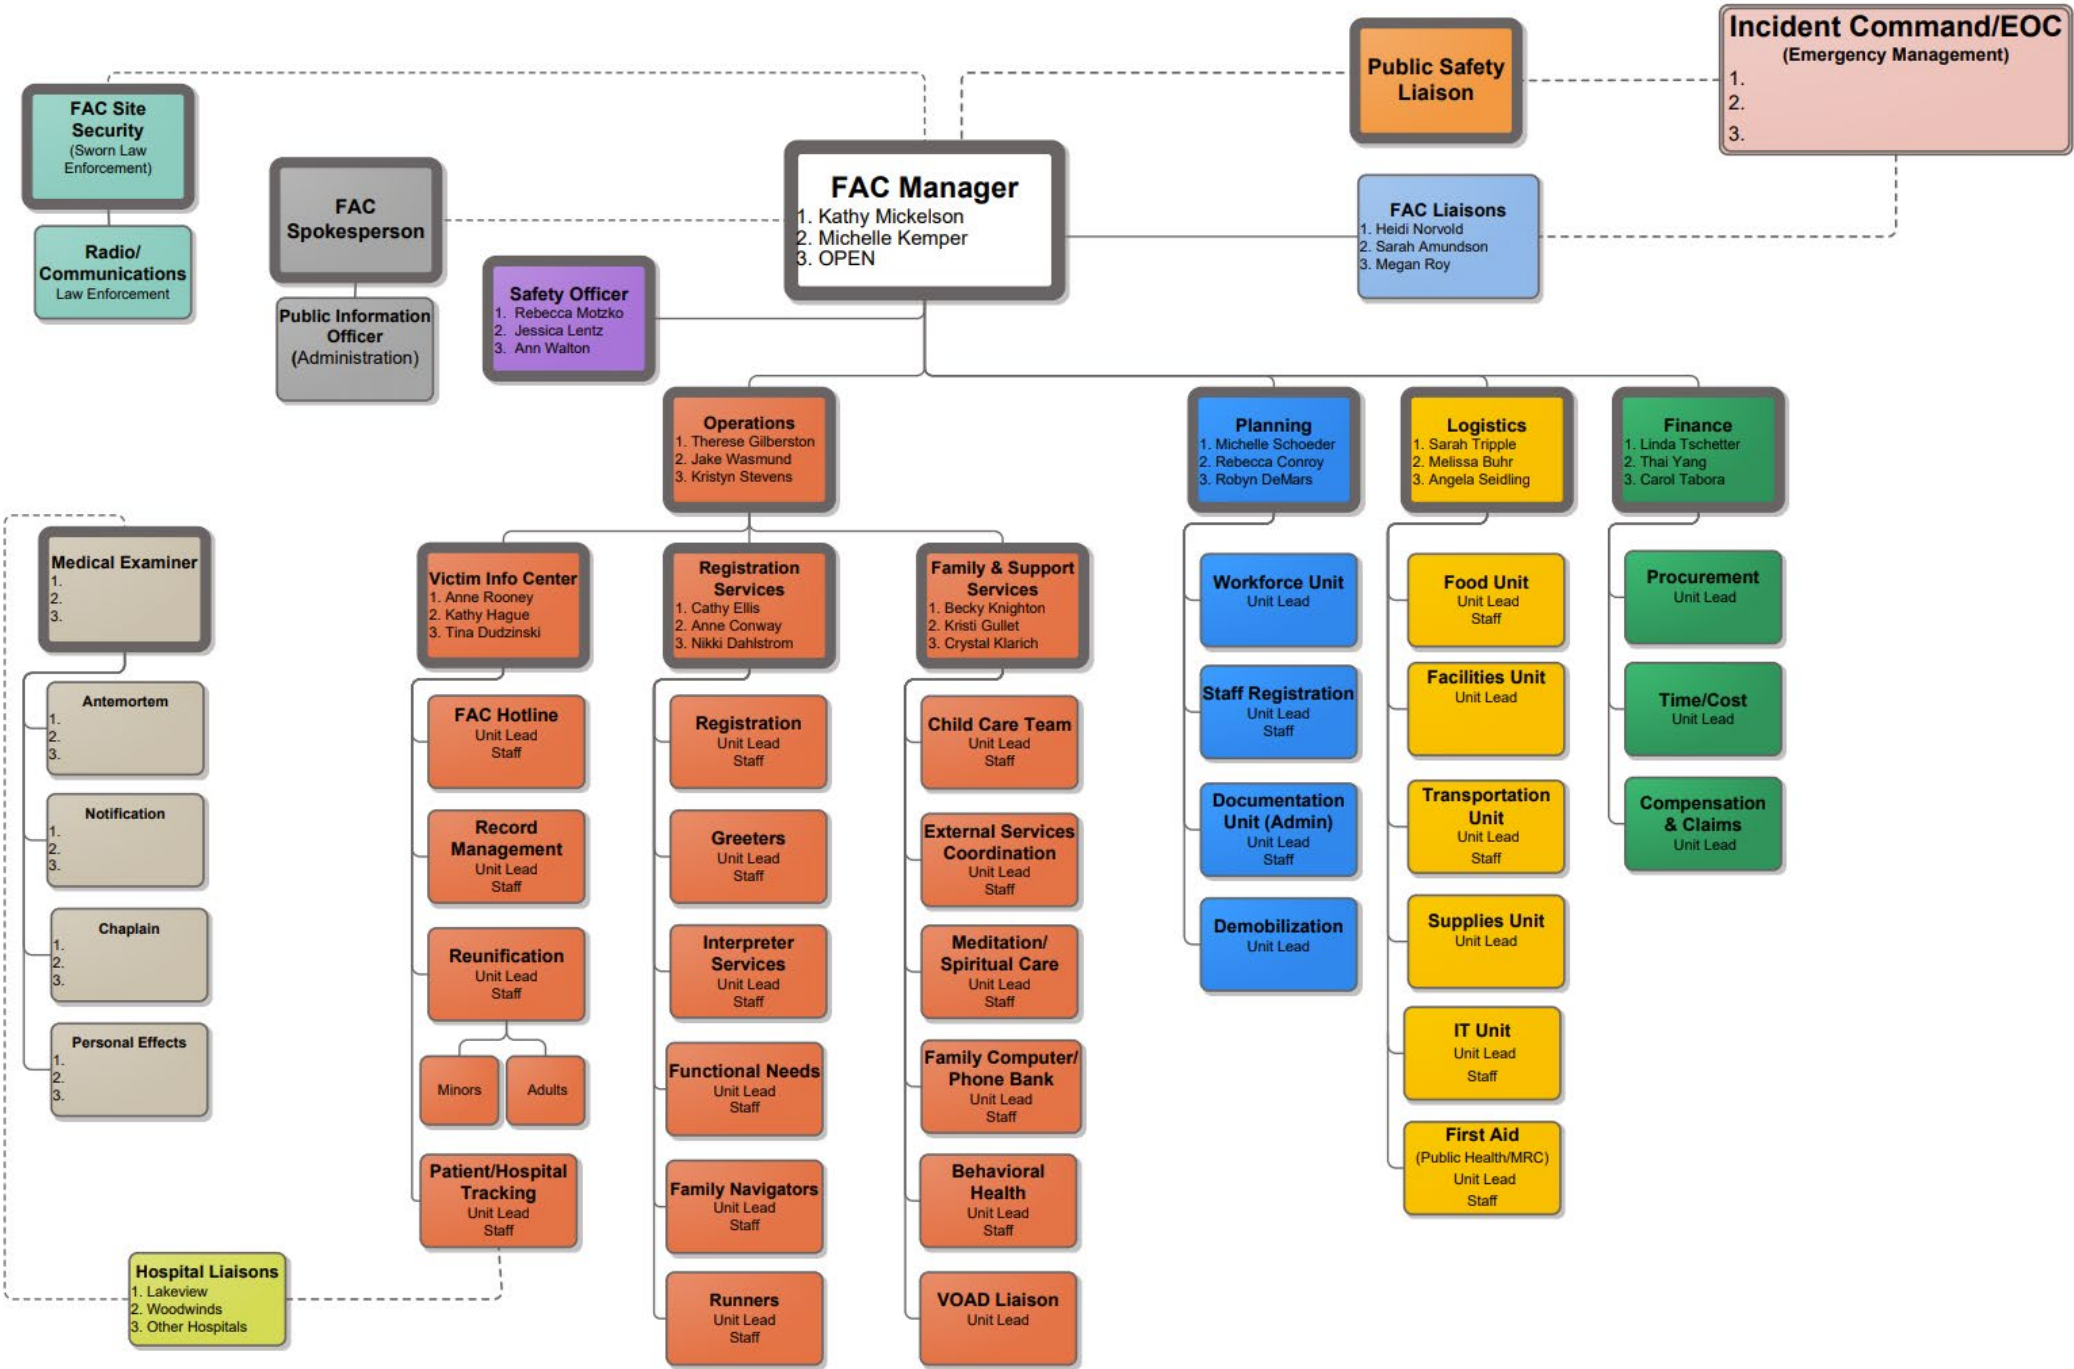 Incident Command/EOC
(Emergency Management)
1.
2.
3.
Public Safety
Liaison
FAC Site
Security
(Sworn Law
Enforcement)
Radio/
Communications
Law Enforcement
FAC
Spokesperson
Public Information
Officer
(Administration)
FAC Manager
1. Kathy Mickelson
2. Michelle Kemper
3. OPEN
FAC Liaisons
1. Heidi Norvold
2. Sarah Amundson
3. Megan Roy
Safety Officer
1. Rebecca Motzko
2. Jessica Lentz
3. Ann Walton
Operations
1. Therese Gilberston
2. Jake Wasmund
3. Kristyn Stevens
Planning
1. Michelle Schoeder
2. Rebecca Conroy
3. Robyn DeMars
Logistics
1. Sarah Tripple
2. Melissa Buhr
3. Angela Seidling
Finance
1. Linda Tschetter
2. Thai Yang
3. Carol Tabora
Medical Examiner
1.
2.
3.
Antemortem
1.
2.
3.
Notification
1.
2.
3.
Chaplain
1.
2.
3.
Personal Effects
1.
2.
3.
Hospital Liaisons
1. Lakeview
2. Woodwinds
3. Other Hospitals
Victim Info Center
1. Anne Rooney
2. Kathy Hague
3. Tina Dudzinski
FAC Hotline
Unit Lead
Staff
Record
Management
Unit Lead
Staff
Reunification
Unit Lead
Staff
Minors
Adults
Patient/Hospital
Tracking
Unit Lead
Staff
Registration
Services
1. Cathy Ellis
2. Anne Conway
3. Nikki Dahlstrom
Registration
Unit Lead
Staff
Greeters
Unit Lead
Staff
Interpreter
Services
Unit Lead
Staff
Functional Needs
Unit Lead
Staff
Family Navigators
Unit Lead
Staff
Runners
Unit Lead
Staff
Family & Support
Services
1. Becky Knighton
2. Kristi Gullet
3. Crystal Klarich
Child Care Team
Unit Lead
Staff
External Services
Coordination
Unit Lead
Staff
Meditation/
Spiritual Care
Unit Lead
Staff
Family Computer/
Phone Bank
Unit Lead
Staff
Behavioral
Health
Unit Lead
Staff
VOAD Liaison
Unit Lead
Workforce Unit
Unit Lead
Staff Registration
Unit Lead
Staff
Documentation
Unit (Admin)
Unit Lead
Staff
Demobilization
Unit Lead
Food Unit
Unit Lead
Staff
Facilities Unit
Unit Lead
Transportation
Unit
Unit Lead
Staff
Supplies Unit
Unit Lead
IT Unit
Unit Lead
Staff
First Aid
(Public Health/MRC)
Unit Lead
Staff
Procurement
Unit Lead
Time/Cost
Unit Lead
Compensation
& Claims
Unit Lead